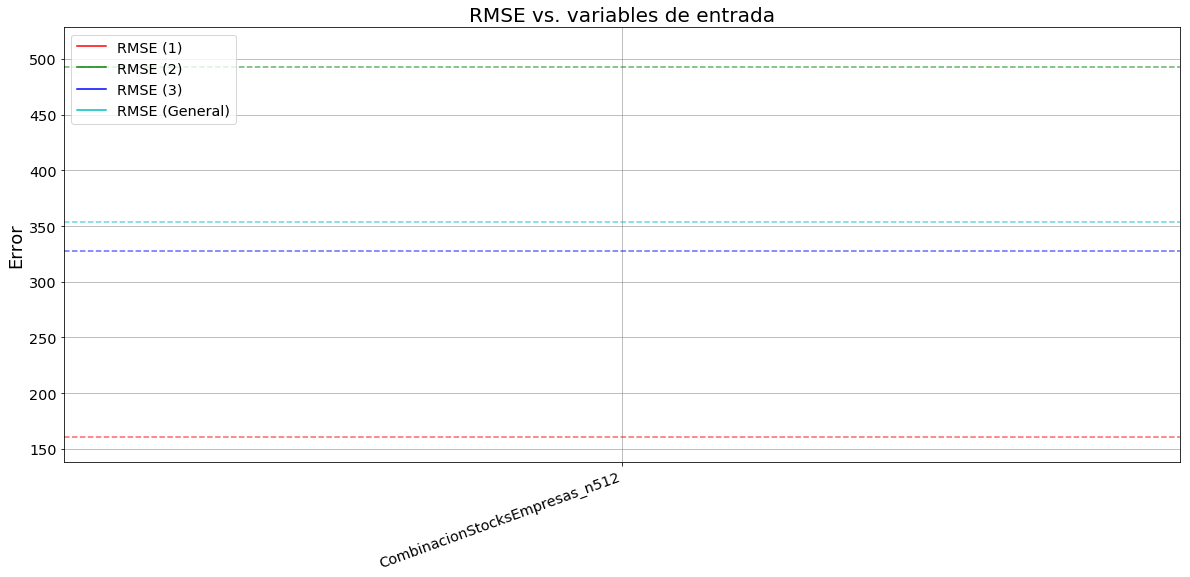 RMSE vs. variables de entrada
RMSE (1)
RMSE (2)
RMSE (3)
RMSE (General)
Error
500
450
400
350
300
250
200
150
CombinacionStocksEmpresas_n512